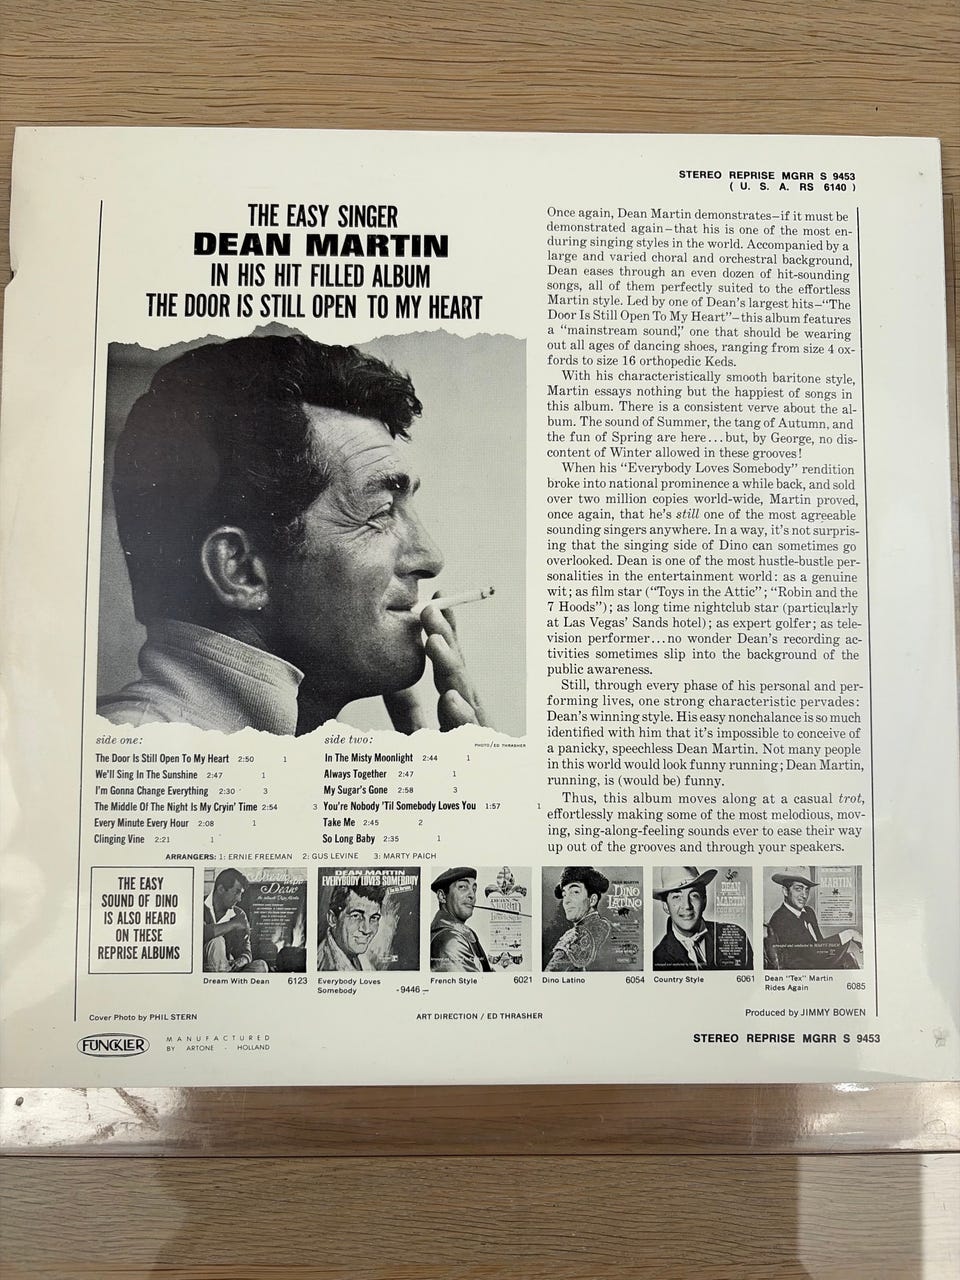 STEREO REPRISE MGRR S 9453
( U. S. A. RS 6140 )
THE EASY SINGER
DEAN MARTIN
IN HIS HIT FILLED ALBUM
THE DOOR IS STILL OPEN TO MY HEART
Once again, Dean Martin demonstrates–if it must be
demonstrated again–that his is one of the most en-
during singing styles in the world. Accompanied by a
large and varied choral and orchestral background,
Dean eases through an even dozen of hit-sounding
songs, all of them perfectly suited to the effortless
Martin style. Led by one of Dean's largest hits–"The
Door Is Still Open To My Heart"–this album features
a "mainstream sound," one that should be wearing
out all ages of dancing shoes, ranging from size 4 ox-
fords to size 16 orthopedic Keds.
With his characteristically smooth baritone style,
Martin essays nothing but the happiest of songs in
this album. There is a consistent verve about the al-
bum. The sound of Summer, the tang of Autumn, and
the fun of Spring are here...but, by George, no dis-
content of Winter allowed in these grooves!
When his "Everybody Loves Somebody" rendition
broke into national prominence a while back, and sold
over two million copies world-wide, Martin proved,
once again, that he's still one of the most agreeable
sounding singers anywhere. In a way, it's not surpris-
ing that the singing side of Dino can sometimes go
overlooked. Dean is one of the most hustle-bustle per-
sonalities in the entertainment world: as a genuine
wit; as film star ("Toys in the Attic"; "Robin and the
7 Hoods"); as long time nightclub star (particularly
at Las Vegas' Sands hotel); as expert golfer; as tele-
vision performer...no wonder Dean's recording ac-
tivities sometimes slip into the background of the
public awareness.
Still, through every phase of his personal and per-
forming lives, one strong characteristic pervades:
Dean's winning style. His easy nonchalance is so much
identified with him that it's impossible to conceive of
a panicky, speechless Dean Martin. Not many people
in this world would look funny running; Dean Martin,
running, is (would be) funny.
Thus, this album moves along at a casual trot,
effortlessly making some of the most melodious, mov-
ing, sing-along-feeling sounds ever to ease their way
up out of the grooves and through your speakers.
PHOTO/ED THRASHER
side one:
The Door Is Still Open To My Heart 2:50 1
We'll Sing In The Sunshine 2:47 1
I'm Gonna Change Everything 2:30 3
The Middle Of The Night Is My Cryin' Time 2:54 3
Every Minute Every Hour 2:08 1
Clinging Vine 2:21 1
side two:
In The Misty Moonlight 2:44 1
Always Together 2:47 1
My Sugar's Gone 2:58 3
You're Nobody 'Til Somebody Loves You 1:57 1
Take Me 2:45 2
So Long Baby 2:35 1
ARRANGERS: 1: ERNIE FREEMAN 2: GUS LEVINE 3: MARTY PAICH
THE EASY
SOUND OF DINO
IS ALSO HEARD
ON THESE
REPRISE ALBUMS
Dream with Dean
DEAN MARTIN
EVERYBODY LOVES SOMEBODY
DEAN MARTIN
DINO LATINO
DEAN MARTIN
Dream With Dean 6123
Everybody Loves
Somebody -9446-
French Style 6021
Dino Latino 6054
Country Style 6061
Dean "Tex" Martin
Rides Again 6085
Cover Photo by PHIL STERN
ART DIRECTION / ED THRASHER
Produced by JIMMY BOWEN
FUNCKLER
MANUFACTURED
BY ARTONE - HOLLAND
STEREO REPRISE MGRR S 9453